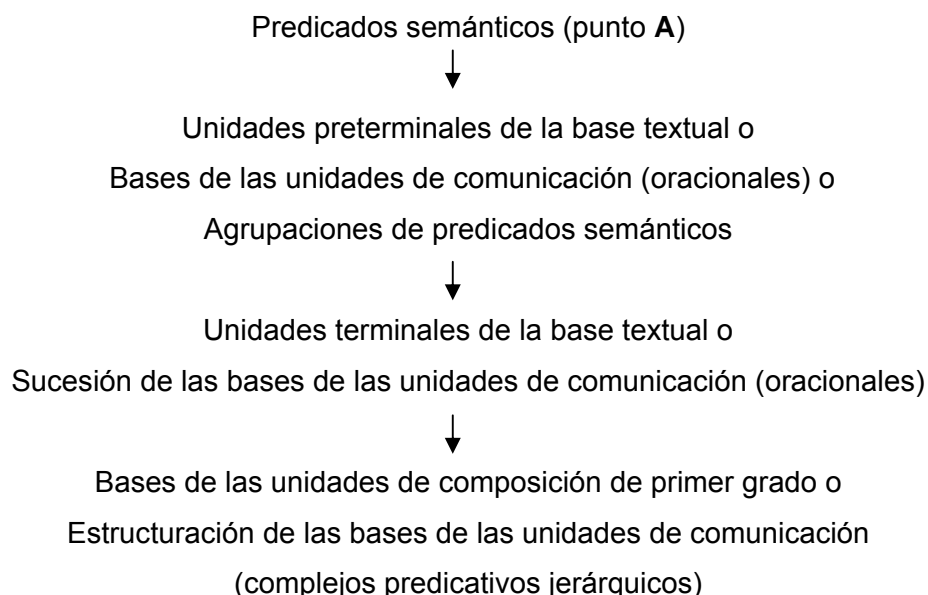 Predicados semánticos (punto A)
Unidades preterminales de la base textual o
Bases de las unidades de comunicación (oracionales) o
Agrupaciones de predicados semánticos
Unidades terminales de la base textual o
Sucesión de las bases de las unidades de comunicación (oracionales)
Bases de las unidades de composición de primer grado o
Estructuración de las bases de las unidades de comunicación
(complejos predicativos jerárquicos)